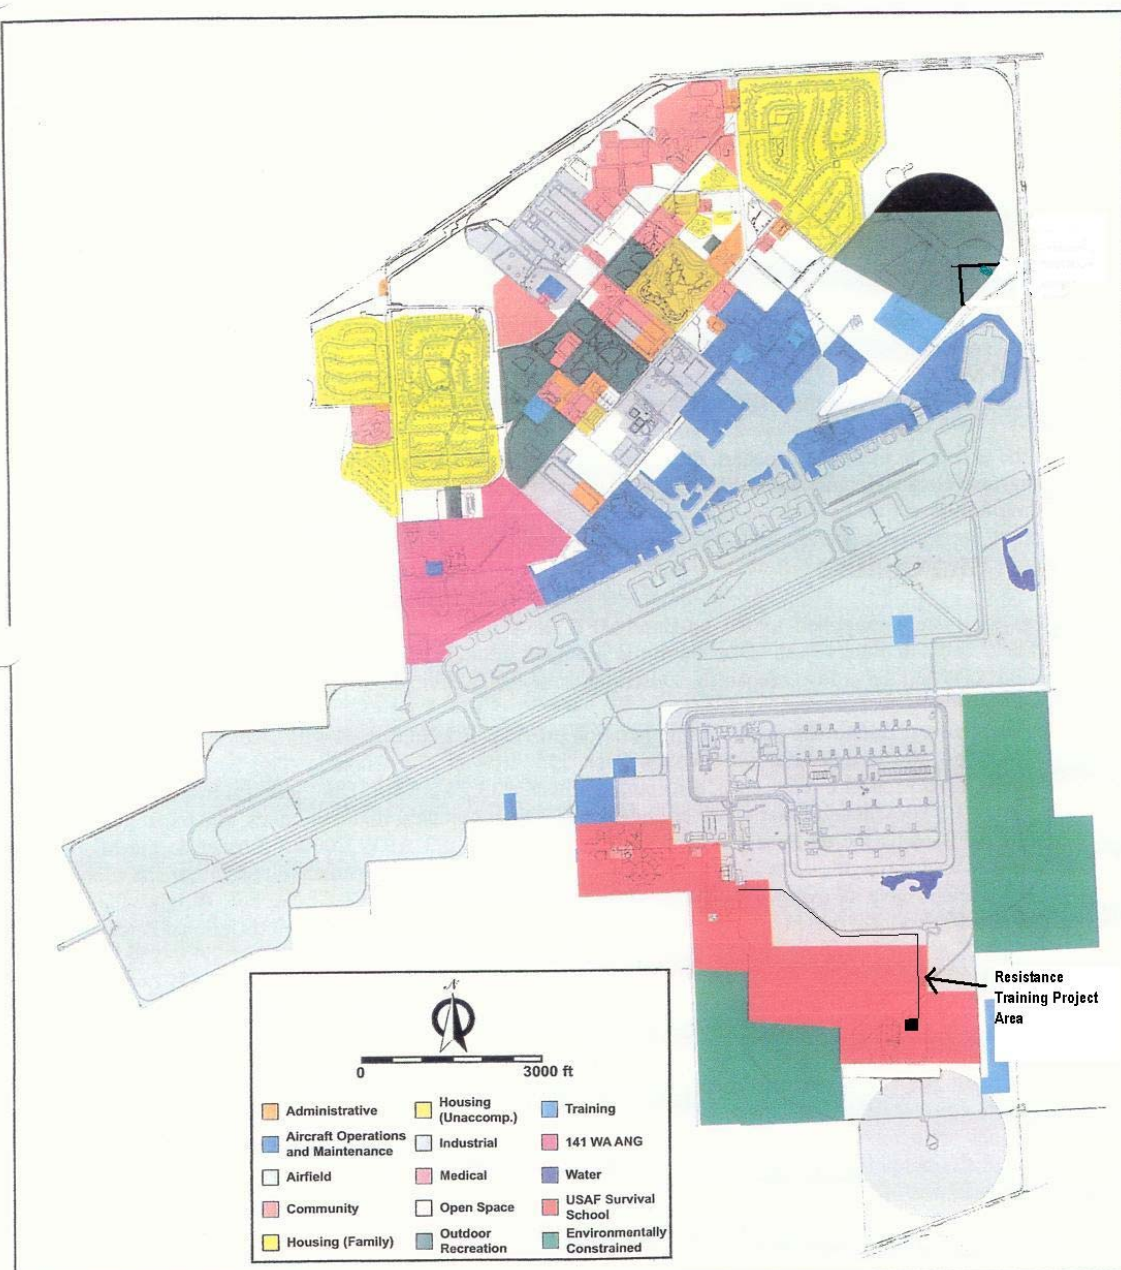 Resistance
Training Project
Area
N
0
3000 ft
Administrative
Aircraft Operations
and Maintenance
Airfield
Community
Housing (Family)
Housing
(Unaccomp.)
Industrial
Medical
Open Space
Outdoor
Recreation
Training
141 WA ANG
Water
USAF Survival
School
Environmentally
Constrained